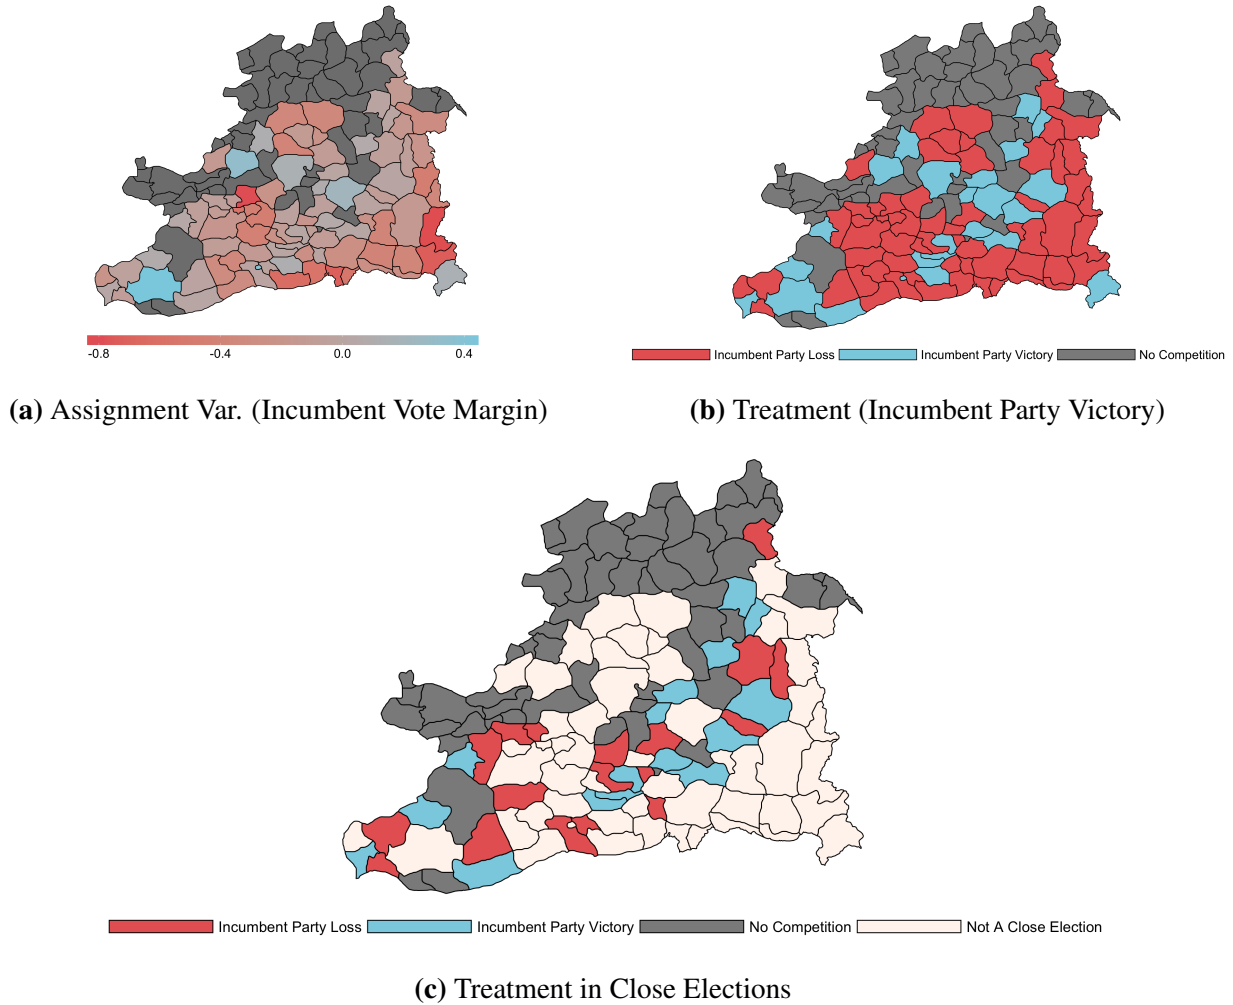 -0.8 -0.4 0.0 0.4
Incumbent Party Loss Incumbent Party Victory No Competition
(a) Assignment Var. (Incumbent Vote Margin)
(b) Treatment (Incumbent Party Victory)
Incumbent Party Loss Incumbent Party Victory No Competition Not A Close Election
(c) Treatment in Close Elections